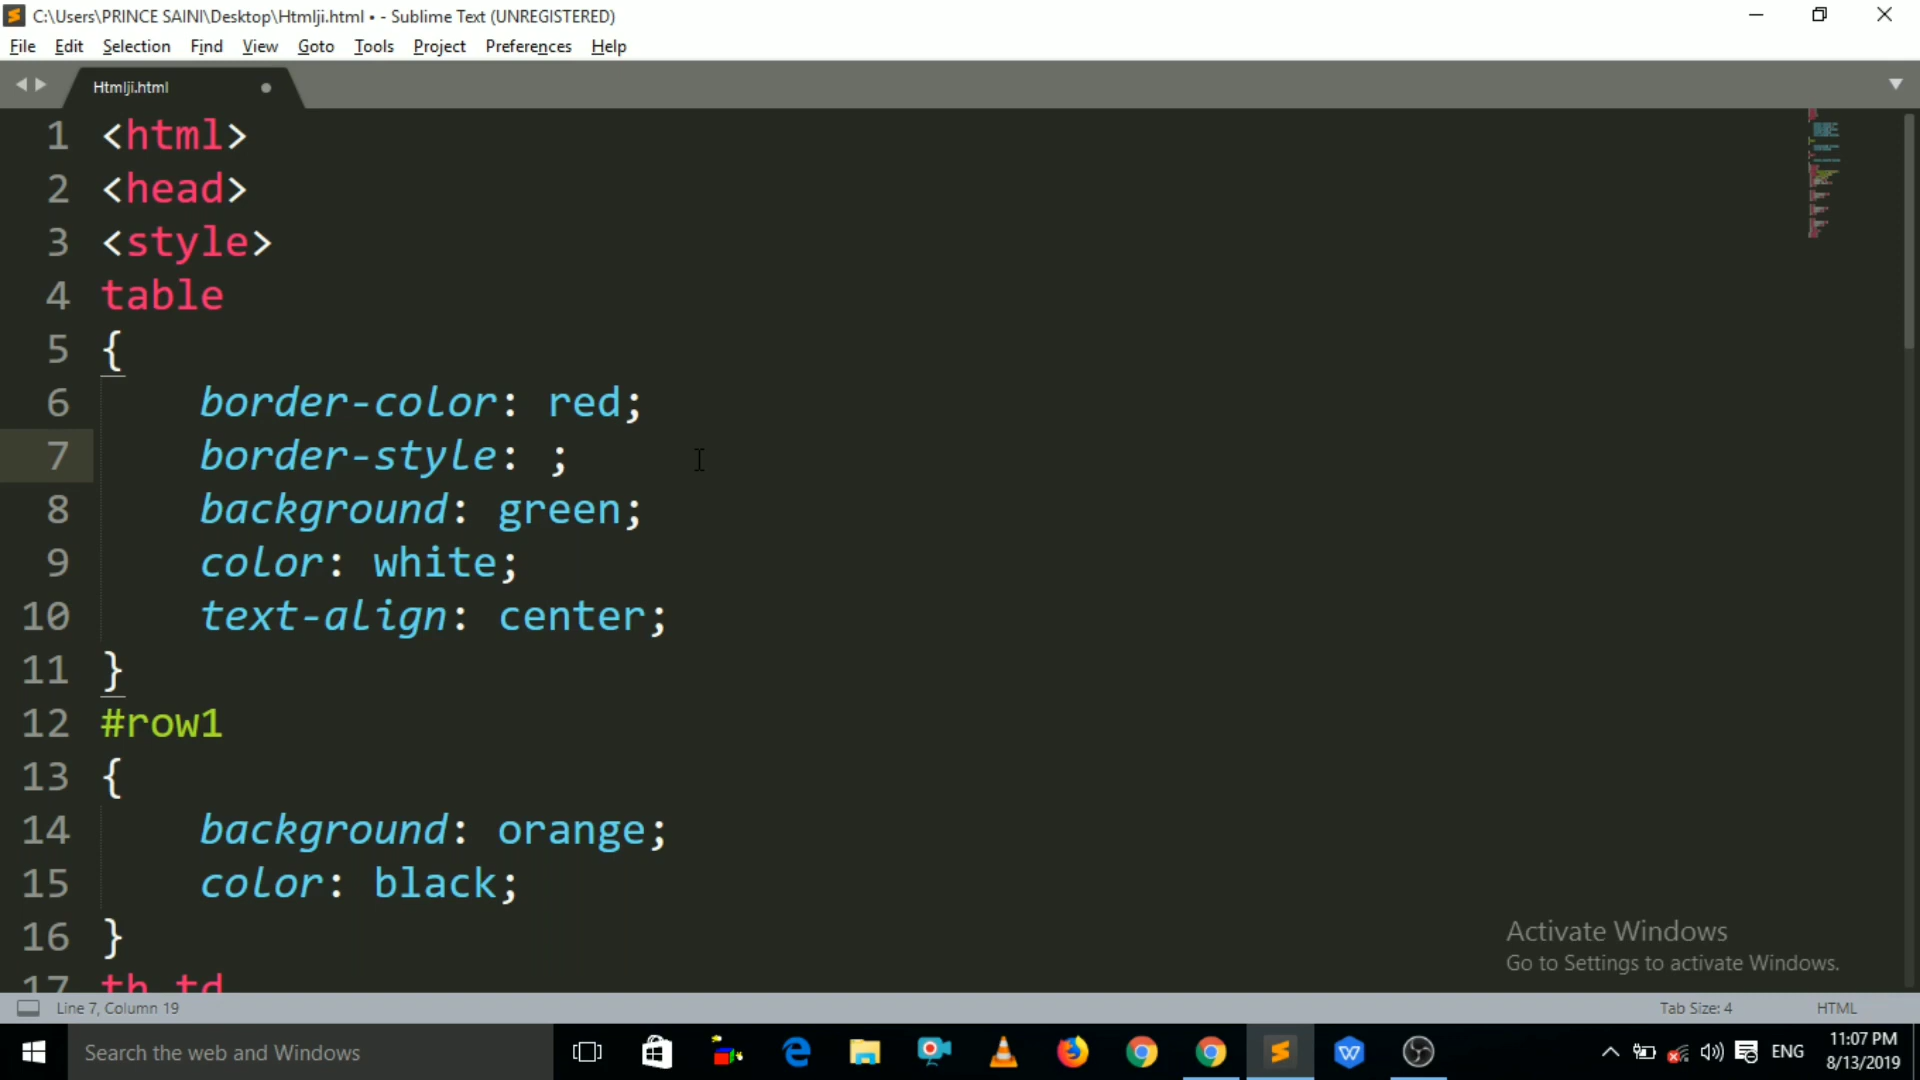 C:\Users\PRINCE SAINI\Desktop\Htmlji.html • - Sublime Text (UNREGISTERED)
File Edit Selection Find View Goto Tools Project Preferences Help
Htmlji.html
1 <html>
2 <head>
3 <style>
4 table
5 {
6 border-color: red;
7 border-style: ;
8 background: green;
9 color: white;
10 text-align: center;
11 }
12 #row1
13 {
14 background: orange;
15 color: black;
16 }
17 th td
Activate Windows
Go to Settings to activate Windows.
Line 7, Column 19 Tab Size: 4 HTML
Search the web and Windows
ENG
11:07 PM
8/13/2019